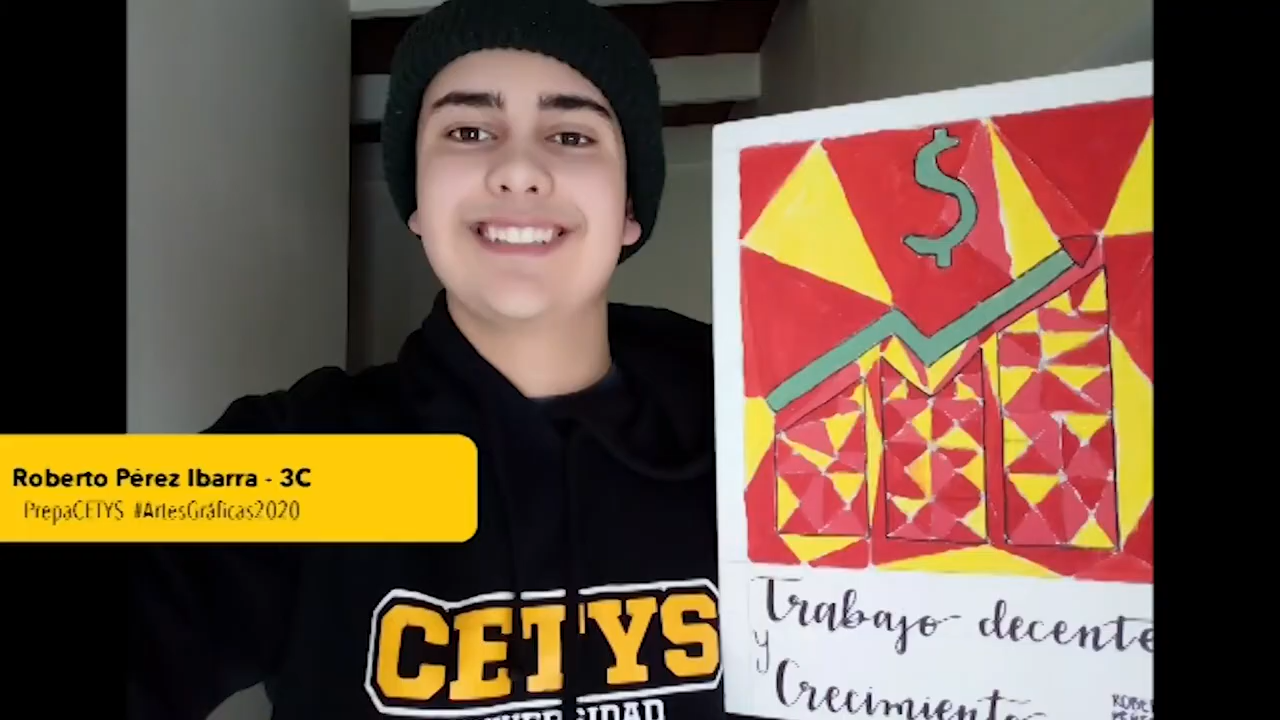 Roberto Pérez Ibarra - 3C
PrepaCETYS #ArtesGráficas2020
CETYS
$
Trabajo decente
y
Crecimiento